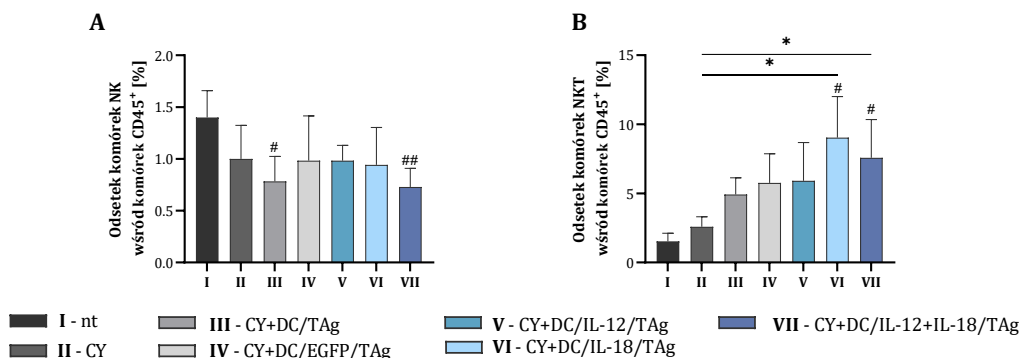 A
Odsetek komórek NK
wśród komórek CD45⁺ [%]
2.0
1.5
1.0
0.5
0.0
#
##
I II III IV V VI VII
B
Odsetek komórek NKT
wśród komórek CD45⁺ [%]
15
10
5
0
*
*
#
#
I II III IV V VI VII
I - nt
II - CY
III - CY+DC/TAg
IV - CY+DC/EGFP/TAg
V - CY+DC/IL-12/TAg
VI - CY+DC/IL-18/TAg
VII - CY+DC/IL-12+IL-18/TAg